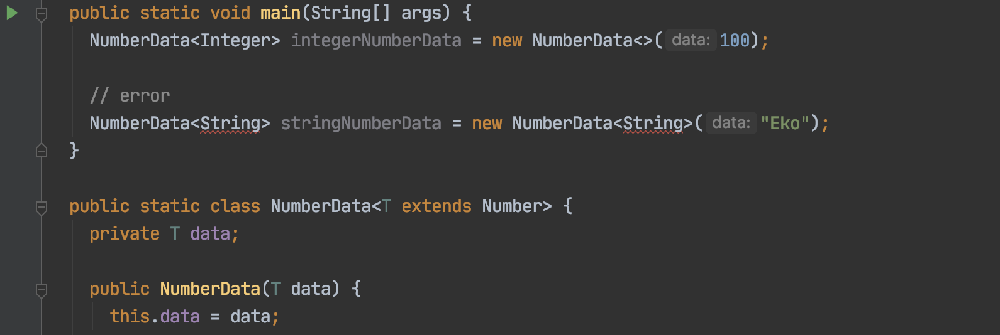 public static void main(String[] args) {
NumberData<Integer> integerNumberData = new NumberData<>( data: 100);
// error
NumberData<String> stringNumberData = new NumberData<String>( data: "Eko");
}
public static class NumberData<T extends Number> {
private T data;
public NumberData(T data) {
this.data = data;